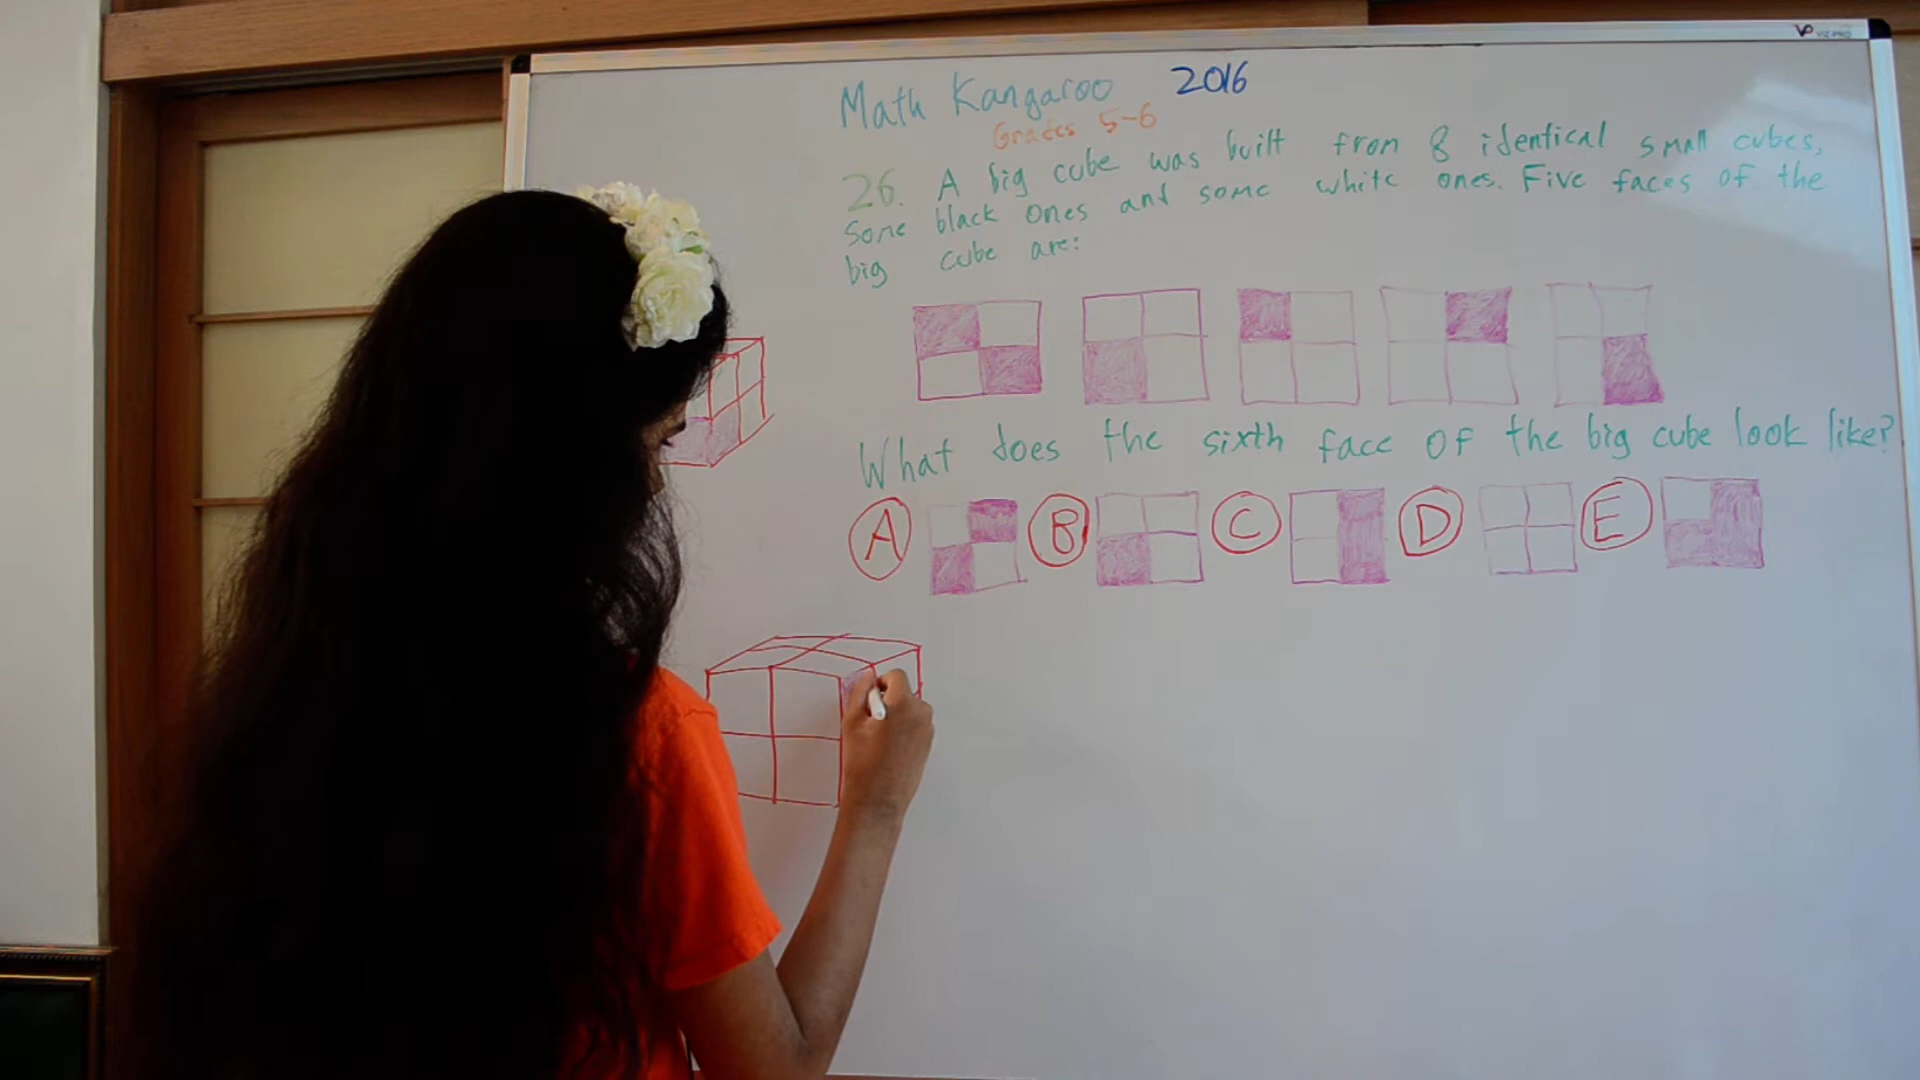 VIZ-PRO
Math Kangaroo 2016
Grades 5-6
26. A big cube was built from 8 identical small cubes,
some black ones and some white ones. Five faces of the
big cube are:
What does the sixth face of the big cube look like?
A B C D E